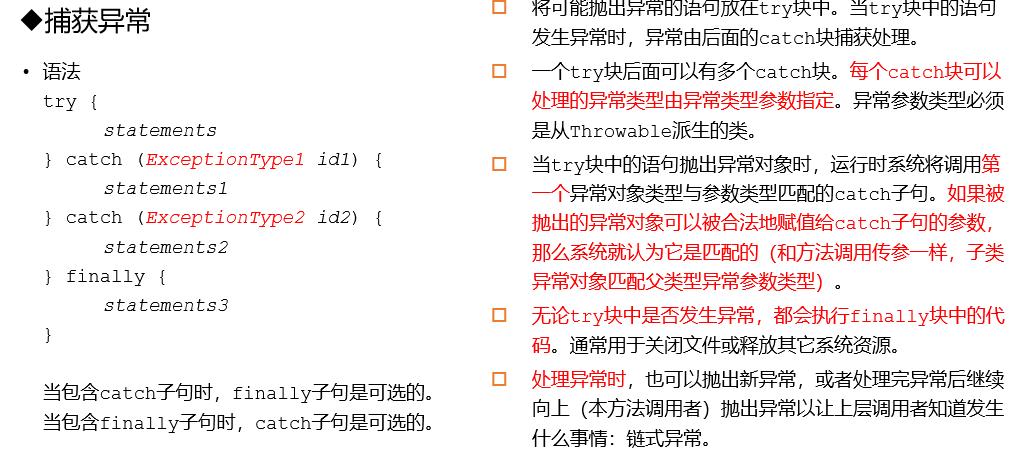 ◆捕获异常
• 语法
try {
statements
} catch (ExceptionType1 id1) {
statements1
} catch (ExceptionType2 id2) {
statements2
} finally {
statements3
}
当包含catch子句时，finally子句是可选的。
当包含finally子句时，catch子句是可选的。
将可能抛出异常的语句放在try块中。当try块中的语句
发生异常时，异常由后面的catch块捕获处理。
一个try块后面可以有多个catch块。每个catch块可以
处理的异常类型由异常类型参数指定。异常参数类型必须
是从Throwable派生的类。
当try块中的语句抛出异常对象时，运行时系统将调用第
一个异常对象类型与参数类型匹配的catch子句。如果被
抛出的异常对象可以被合法地赋值给catch子句的参数，
那么系统就认为它是匹配的（和方法调用传参一样，子类
异常对象匹配父类型异常参数类型）。
无论try块中是否发生异常，都会执行finally块中的代
码。通常用于关闭文件或释放其它系统资源。
处理异常时，也可以抛出新异常，或者处理完异常后继续
向上（本方法调用者）抛出异常以让上层调用者知道发生
什么事情：链式异常。